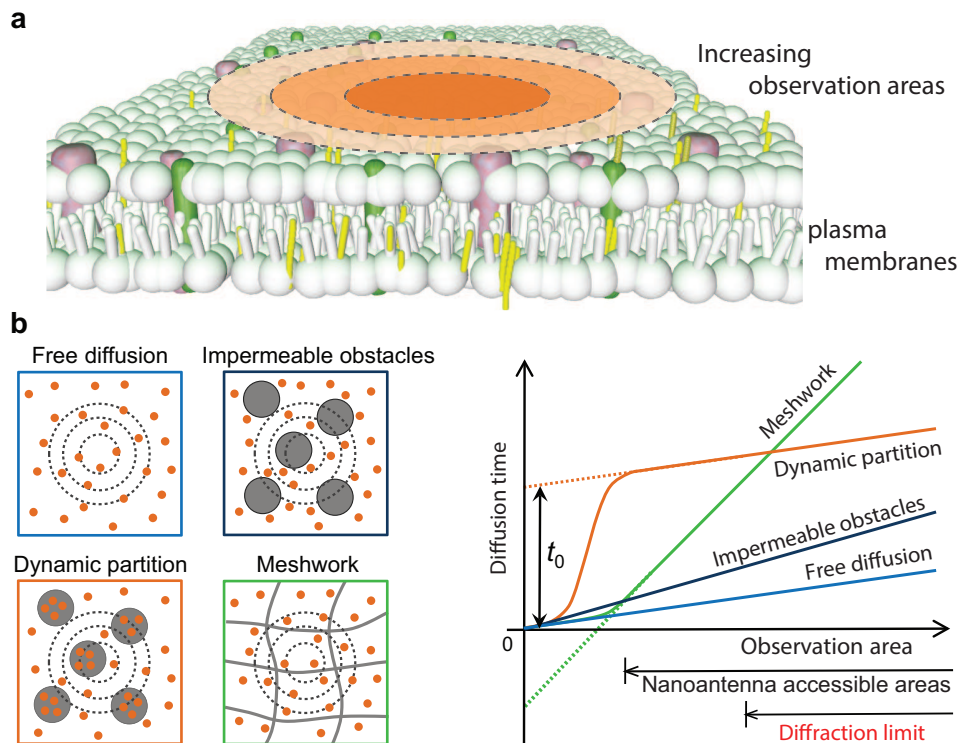 a
Increasing
observation areas
plasma
membranes
b
Free diffusion
Impermeable obstacles
Dynamic partition
Meshwork
Diffusion time
t0
Meshwork
Dynamic partition
Impermeable obstacles
Free diffusion
0
Observation area
Nanoantenna accessible areas
Diffraction limit